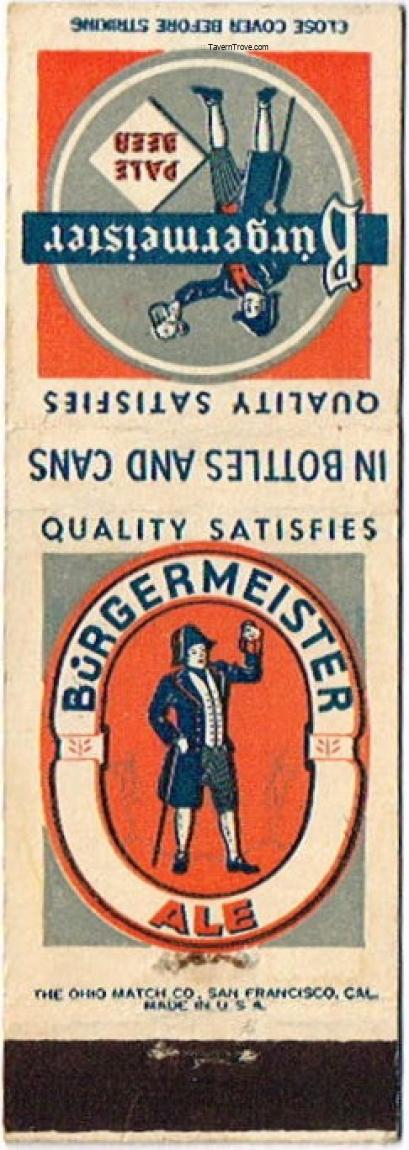 CLOSE COVER BEFORE STRIKING
TavernTrove.com
PALE
BEER
Bürgermeister
QUALITY SATISFIES
IN BOTTLES AND CANS
QUALITY SATISFIES
BÜRGERMEISTER
ALE
THE OHIO MATCH CO., SAN FRANCISCO, CAL.
MADE IN U.S.A.